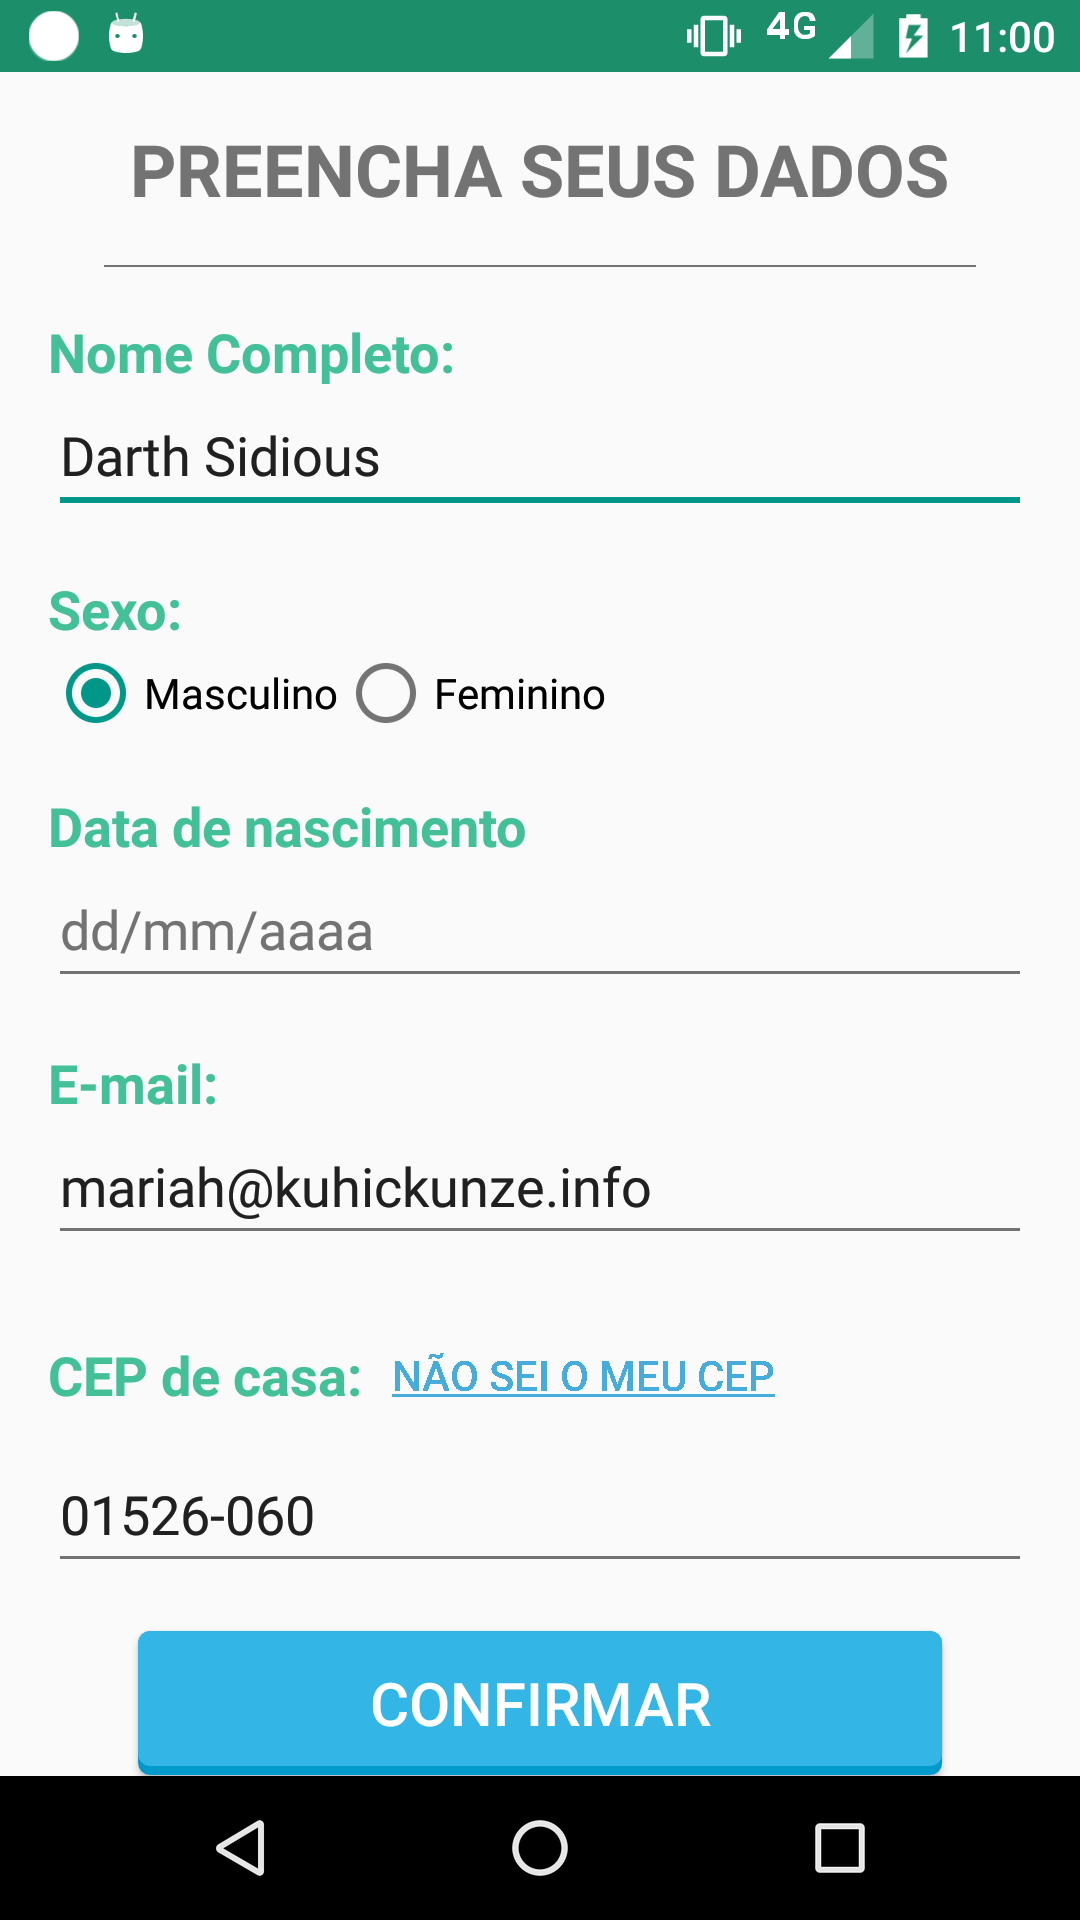 4G 11:00
PREENCHA SEUS DADOS
Nome Completo:
Darth Sidious
Sexo:
Masculino Feminino
Data de nascimento
dd/mm/aaaa
E-mail:
mariah@kuhickunze.info
CEP de casa: NÃO SEI O MEU CEP
01526-060
CONFIRMAR